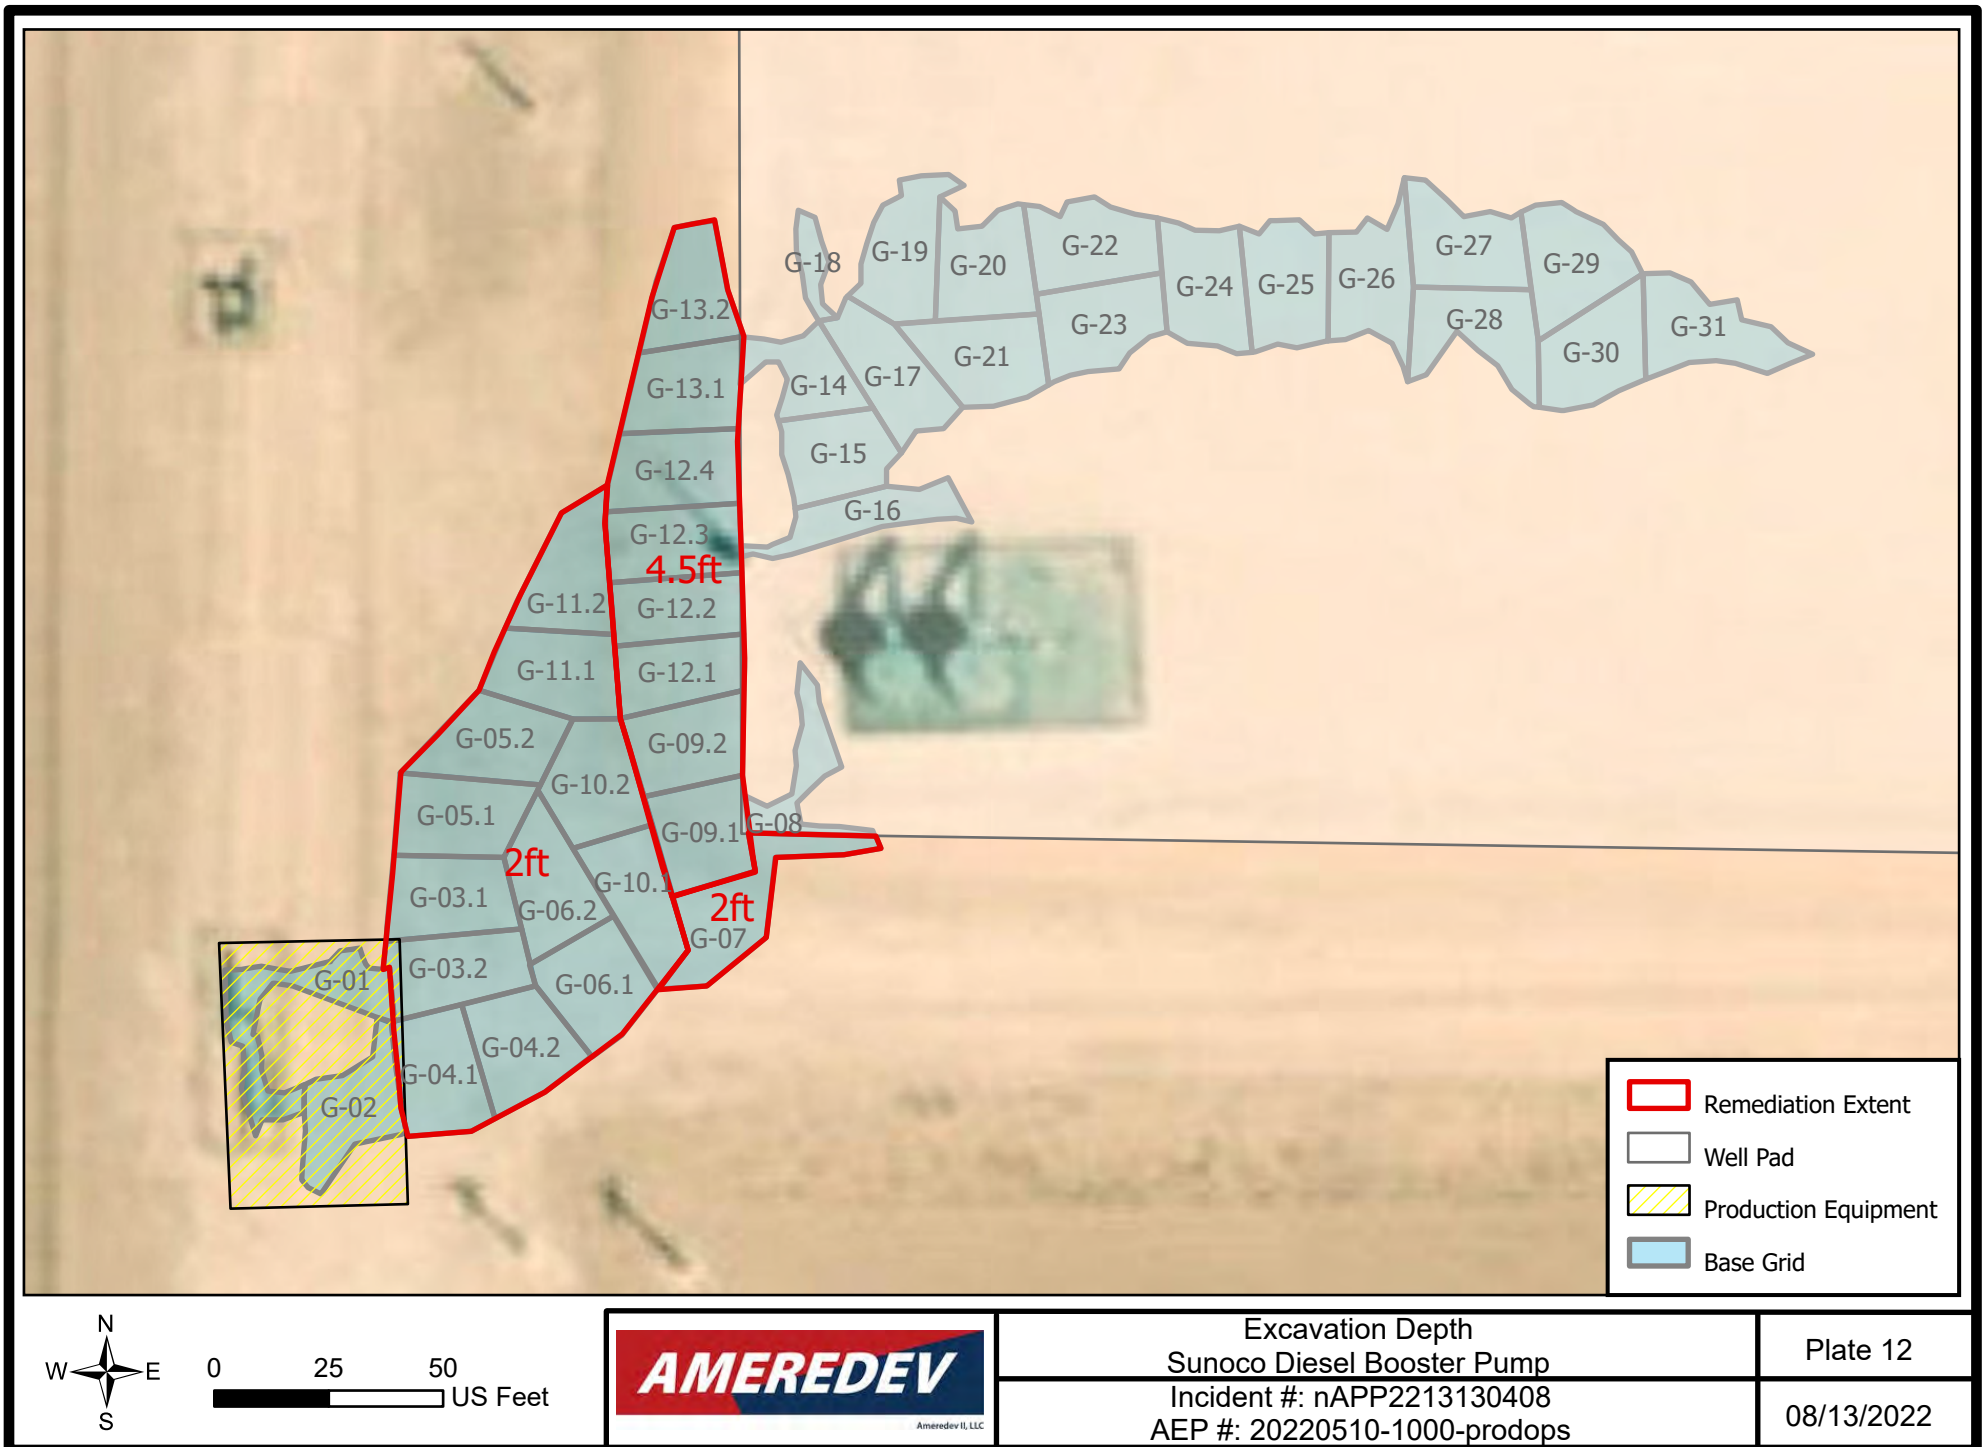 G-18
G-19
G-20
G-22
G-24
G-25
G-26
G-27
G-29
G-28
G-31
G-30
G-23
G-21
G-17
G-14
G-15
G-16
G-13.2
G-13.1
G-12.4
G-12.3
4.5ft
G-12.2
G-12.1
G-11.2
G-11.1
G-05.2
G-09.2
G-10.2
G-05.1
G-09.1
G-08
2ft
G-03.1
G-10.1
G-06.2
2ft
G-07
G-03.2
G-01
G-06.1
G-04.2
G-04.1
G-02
Remediation Extent
Well Pad
Production Equipment
Base Grid
N
W E
S
0 25 50
US Feet
AMEREDEV
Ameredev II, LLC
Excavation Depth
Sunoco Diesel Booster Pump
Incident #: nAPP2213130408
AEP #: 20220510-1000-prodops
Plate 12
08/13/2022